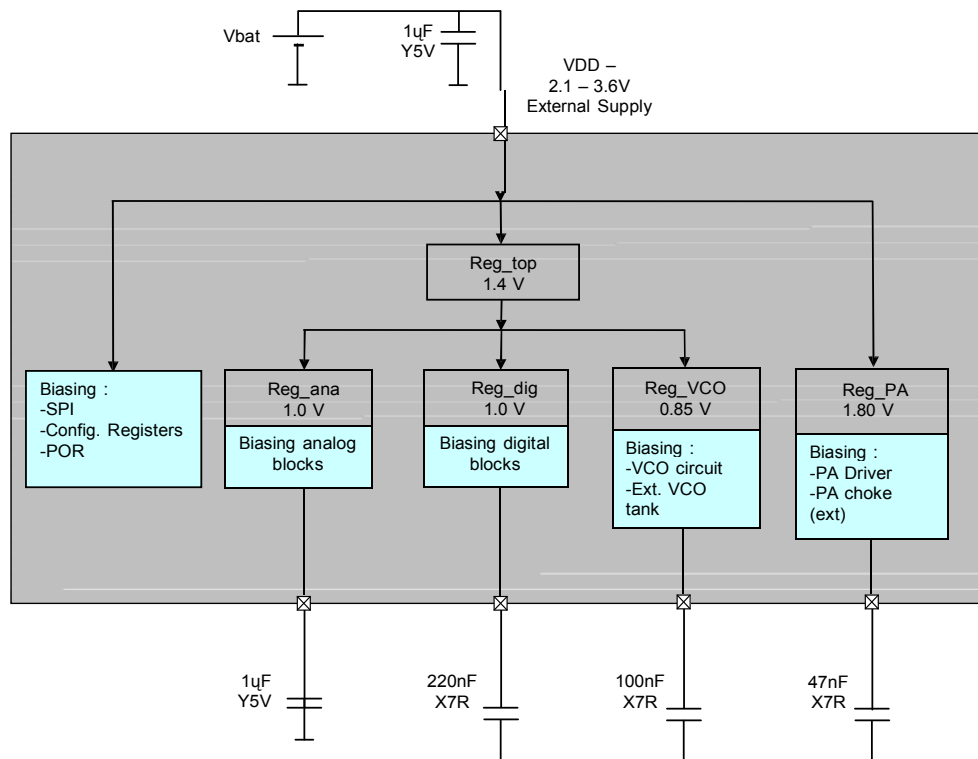 Vbat
1ųF
Y5V
VDD –
2.1 – 3.6V
External Supply
Reg_top
1.4 V
Biasing :
-SPI
-Config. Registers
-POR
Reg_ana
1.0 V
Biasing analog
blocks
Reg_dig
1.0 V
Biasing digital
blocks
Reg_VCO
0.85 V
Biasing :
-VCO circuit
-Ext. VCO
tank
Reg_PA
1.80 V
Biasing :
-PA Driver
-PA choke
(ext)
1ųF
Y5V
220nF
X7R
100nF
X7R
47nF
X7R